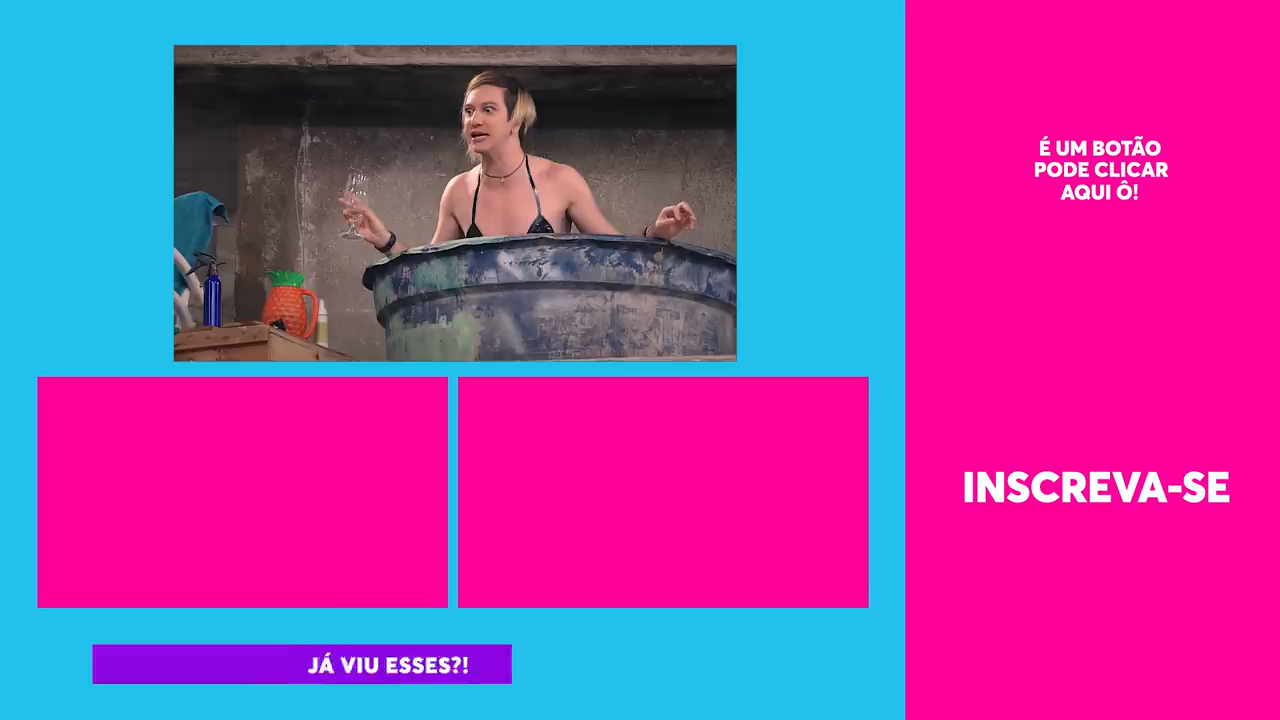 É UM BOTÃO
PODE CLICAR
AQUI Ô!
INSCREVA-SE
JÁ VIU ESSES?!